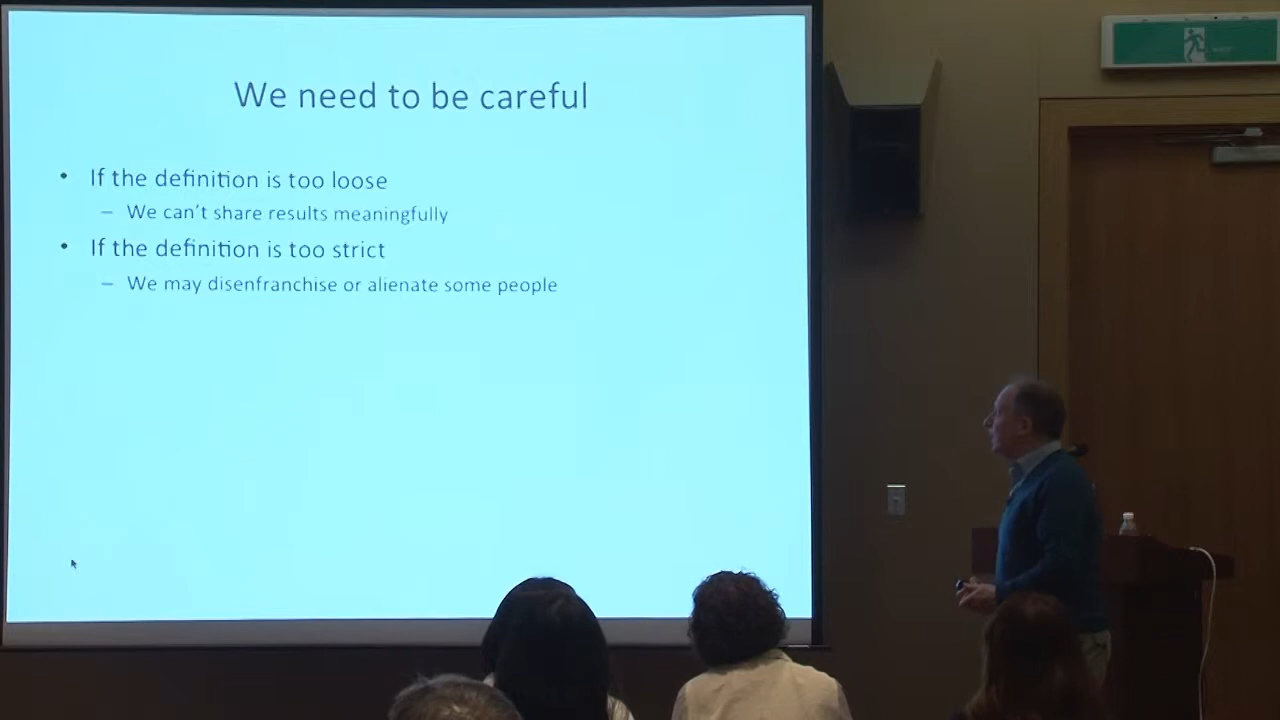 We need to be careful
• If the definition is too loose
– We can't share results meaningfully
• If the definition is too strict
– We may disenfranchise or alienate some people